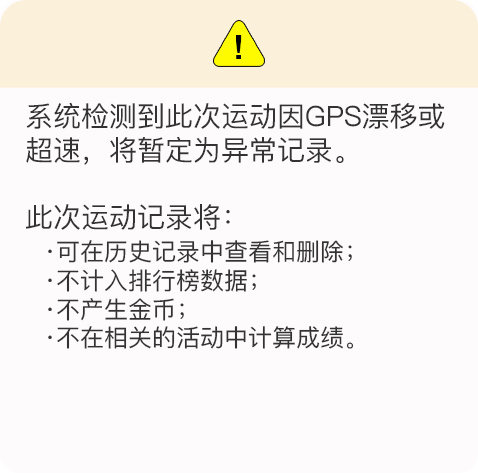 !
系统检测到此次运动因GPS漂移或
超速，将暂定为异常记录。
此次运动记录将：
·可在历史记录中查看和删除；
·不计入排行榜数据；
·不产生金币；
·不在相关的活动中计算成绩。